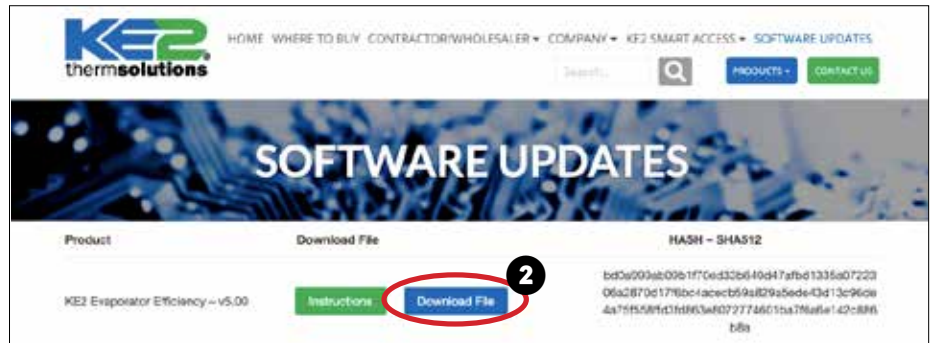 KE2
thermsolutions
HOME WHERE TO BUY CONTRACTOR/WHOLESALER COMPANY KE2 SMART ACCESS SOFTWARE UPDATES
Search...
PRODUCTS
CONTACT US
SOFTWARE UPDATES
Product Download File HASH – SHA512
2
KE2 Evaporator Efficiency – v5.00 Instructions Download File
b8a